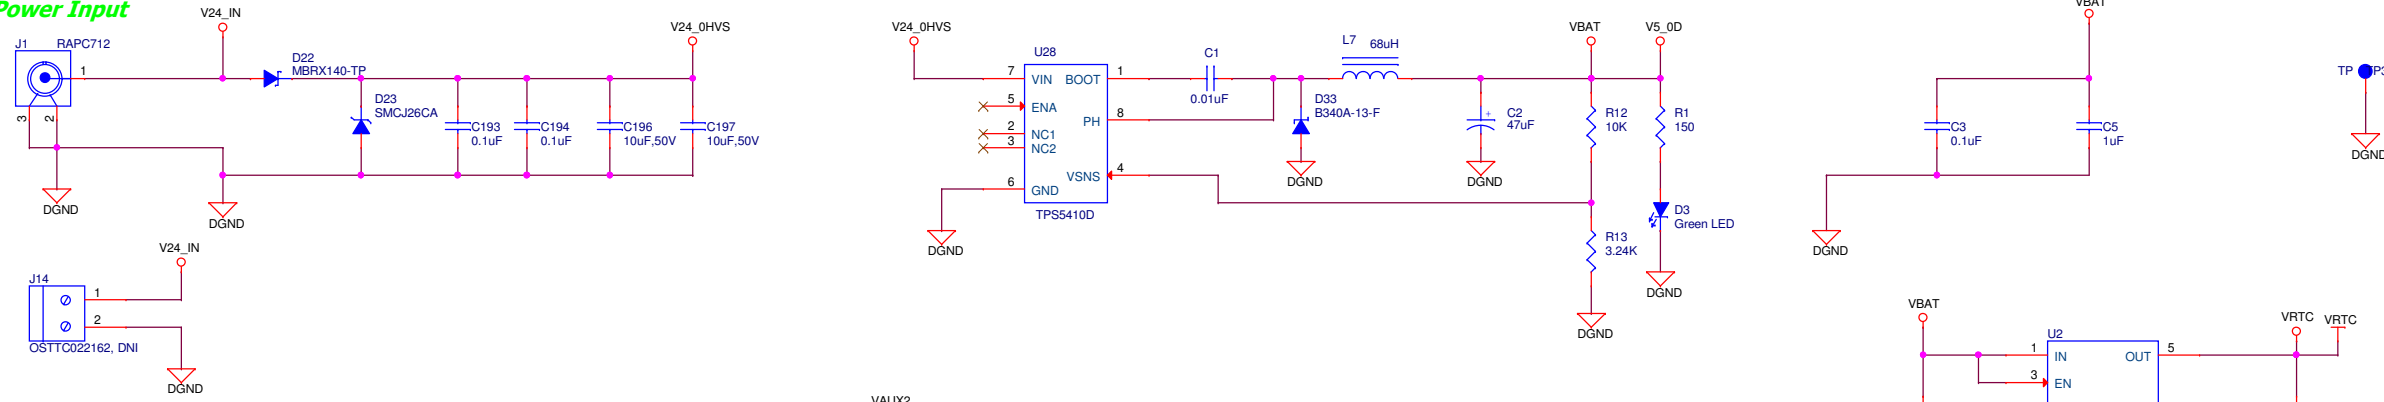 Power Input
V24_IN
J1
RAPC712
1
3
2
D22
MBRX140-TP
V24_0HVS
D23
SMCJ26CA
C193
0.1uF
C194
0.1uF
C196
10uF,50V
C197
10uF,50V
DGND
DGND
V24_IN
J14
1
2
OSTTC022162, DNI
DGND
V24_0HVS
U28
7
VIN
BOOT
1
5
ENA
PH
8
2
NC1
3
NC2
VSNS
4
6
GND
TPS5410D
DGND
C1
0.01uF
L7
68uH
D33
B340A-13-F
DGND
+
C2
47uF
DGND
VBAT
V5_0D
R12
10K
R1
150
R13
3.24K
D3
Green LED
DGND
DGND
VAUX2
VBAT
C3
0.1uF
C5
1uF
DGND
TP
DGND
VBAT
U2
1
IN
OUT
5
3
EN
VRTC
VRTC